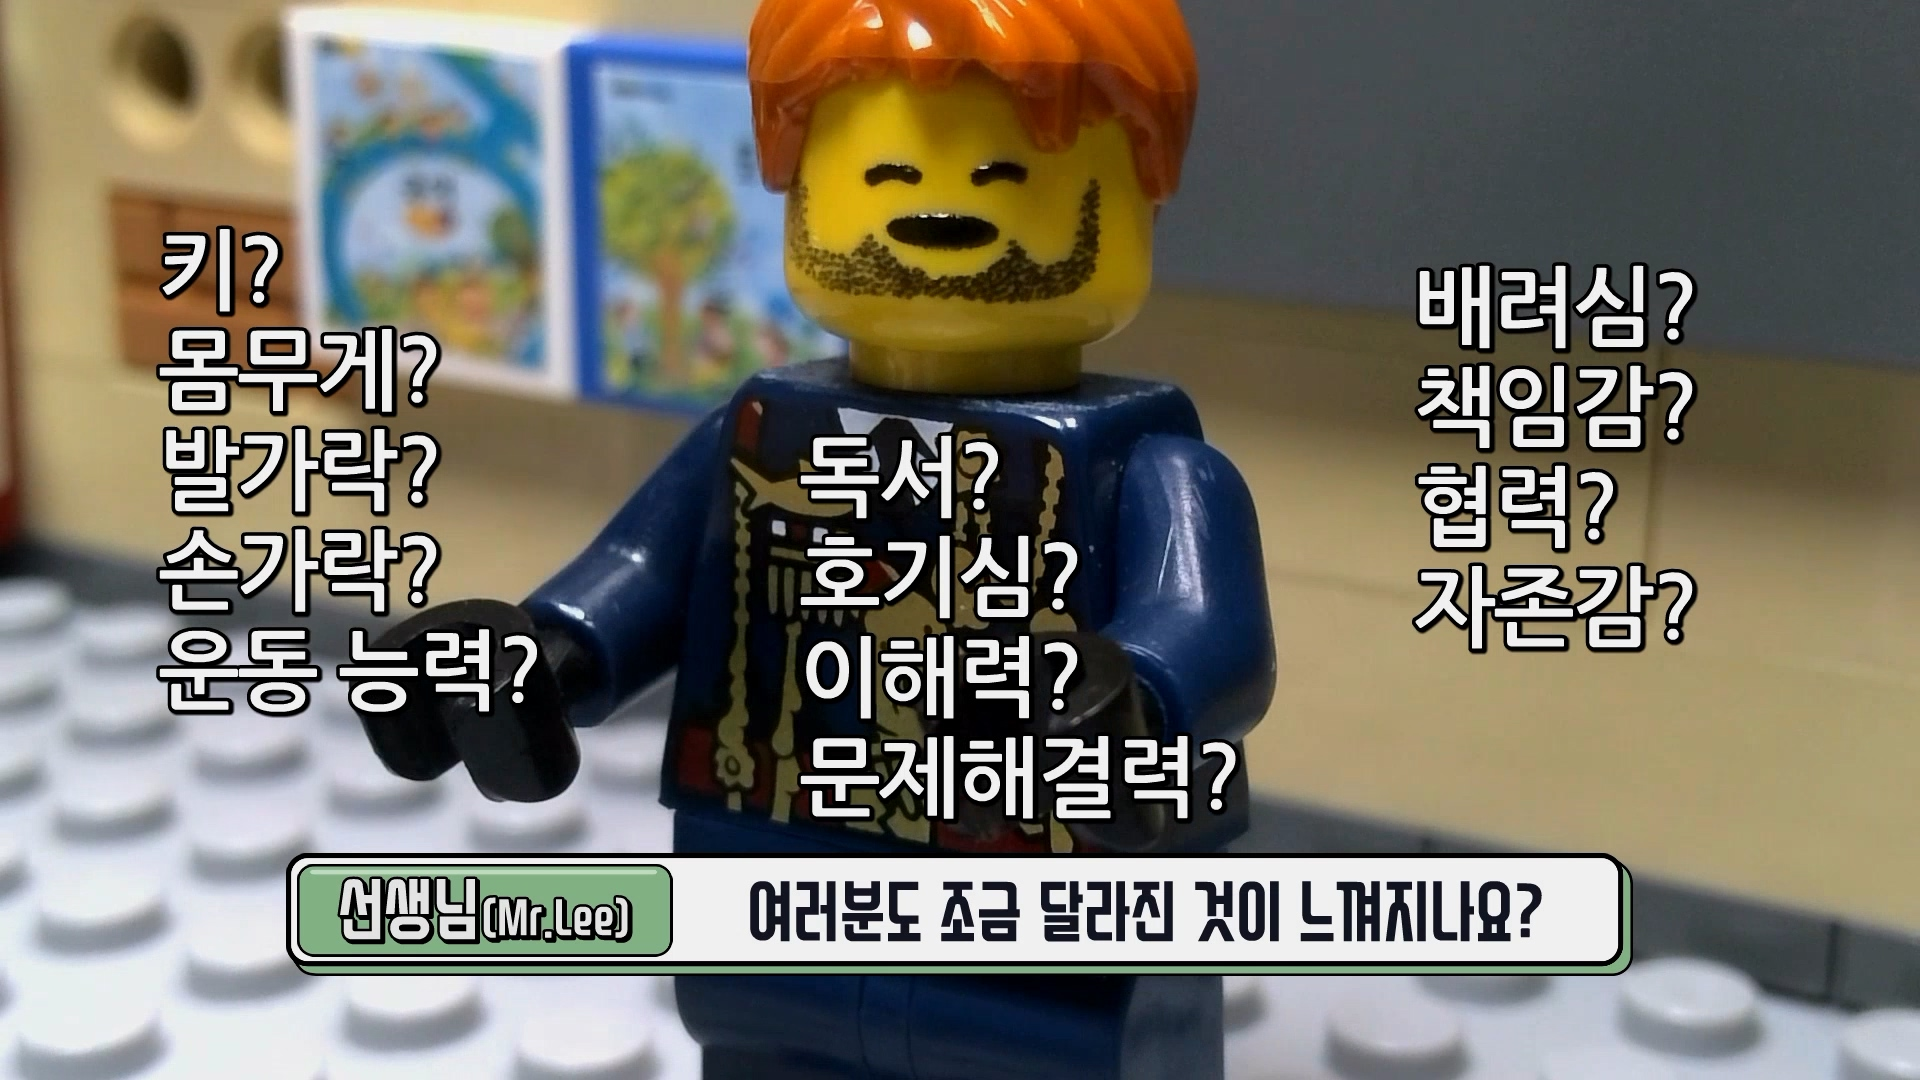 키?
몸무게?
발가락?
손가락?
운동 능력?
독서?
호기심?
이해력?
문제해결력?
배려심?
책임감?
협력?
자존감?
선생님(Mr.Lee)
여러분도 조금 달라진 것이 느껴지나요?